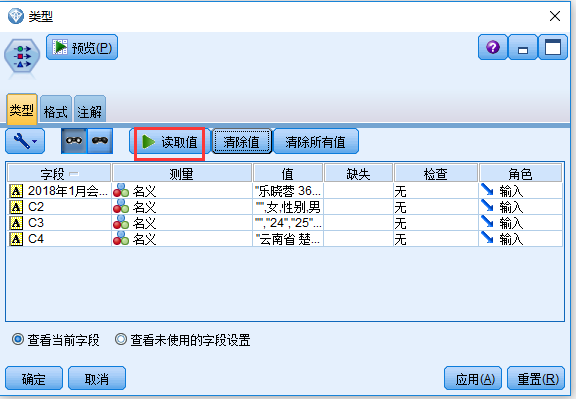 类型
预览(P)
类型 格式 注解
读取值 清除值 清除所有值
字段 测量 值 缺失 检查 角色
A 2018年1月会... 名义 "乐晓蓉 36... 无 输入
A C2 名义 "",女,性别,男 无 输入
A C3 名义 "","24","25"... 无 输入
A C4 名义 "云南省 楚... 无 输入
查看当前字段 查看未使用的字段设置
确定 取消 应用(A) 重置(R)